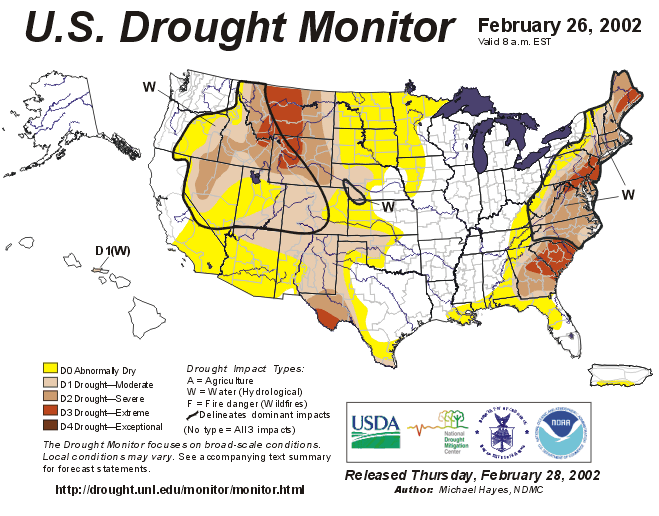 U.S. Drought Monitor
February 26, 2002
Valid 8 a.m. EST
W
W
W
D1(W)
D0 Abnormally Dry
D1 Drought—Moderate
D2 Drought—Severe
D3 Drought—Extreme
D4 Drought—Exceptional
Drought Impact Types:
A = Agriculture
W = Water (Hydrological)
F = Fire danger (Wildfires)
Delineates dominant impacts
(No type = All 3 impacts)
The Drought Monitor focuses on broad-scale conditions.
Local conditions may vary. See accompanying text summary
for forecast statements.
http://drought.unl.edu/monitor/monitor.html
USDA
National
Drought
Mitigation
Center
NOAA
Released Thursday, February 28, 2002
Author: Michael Hayes, NDMC